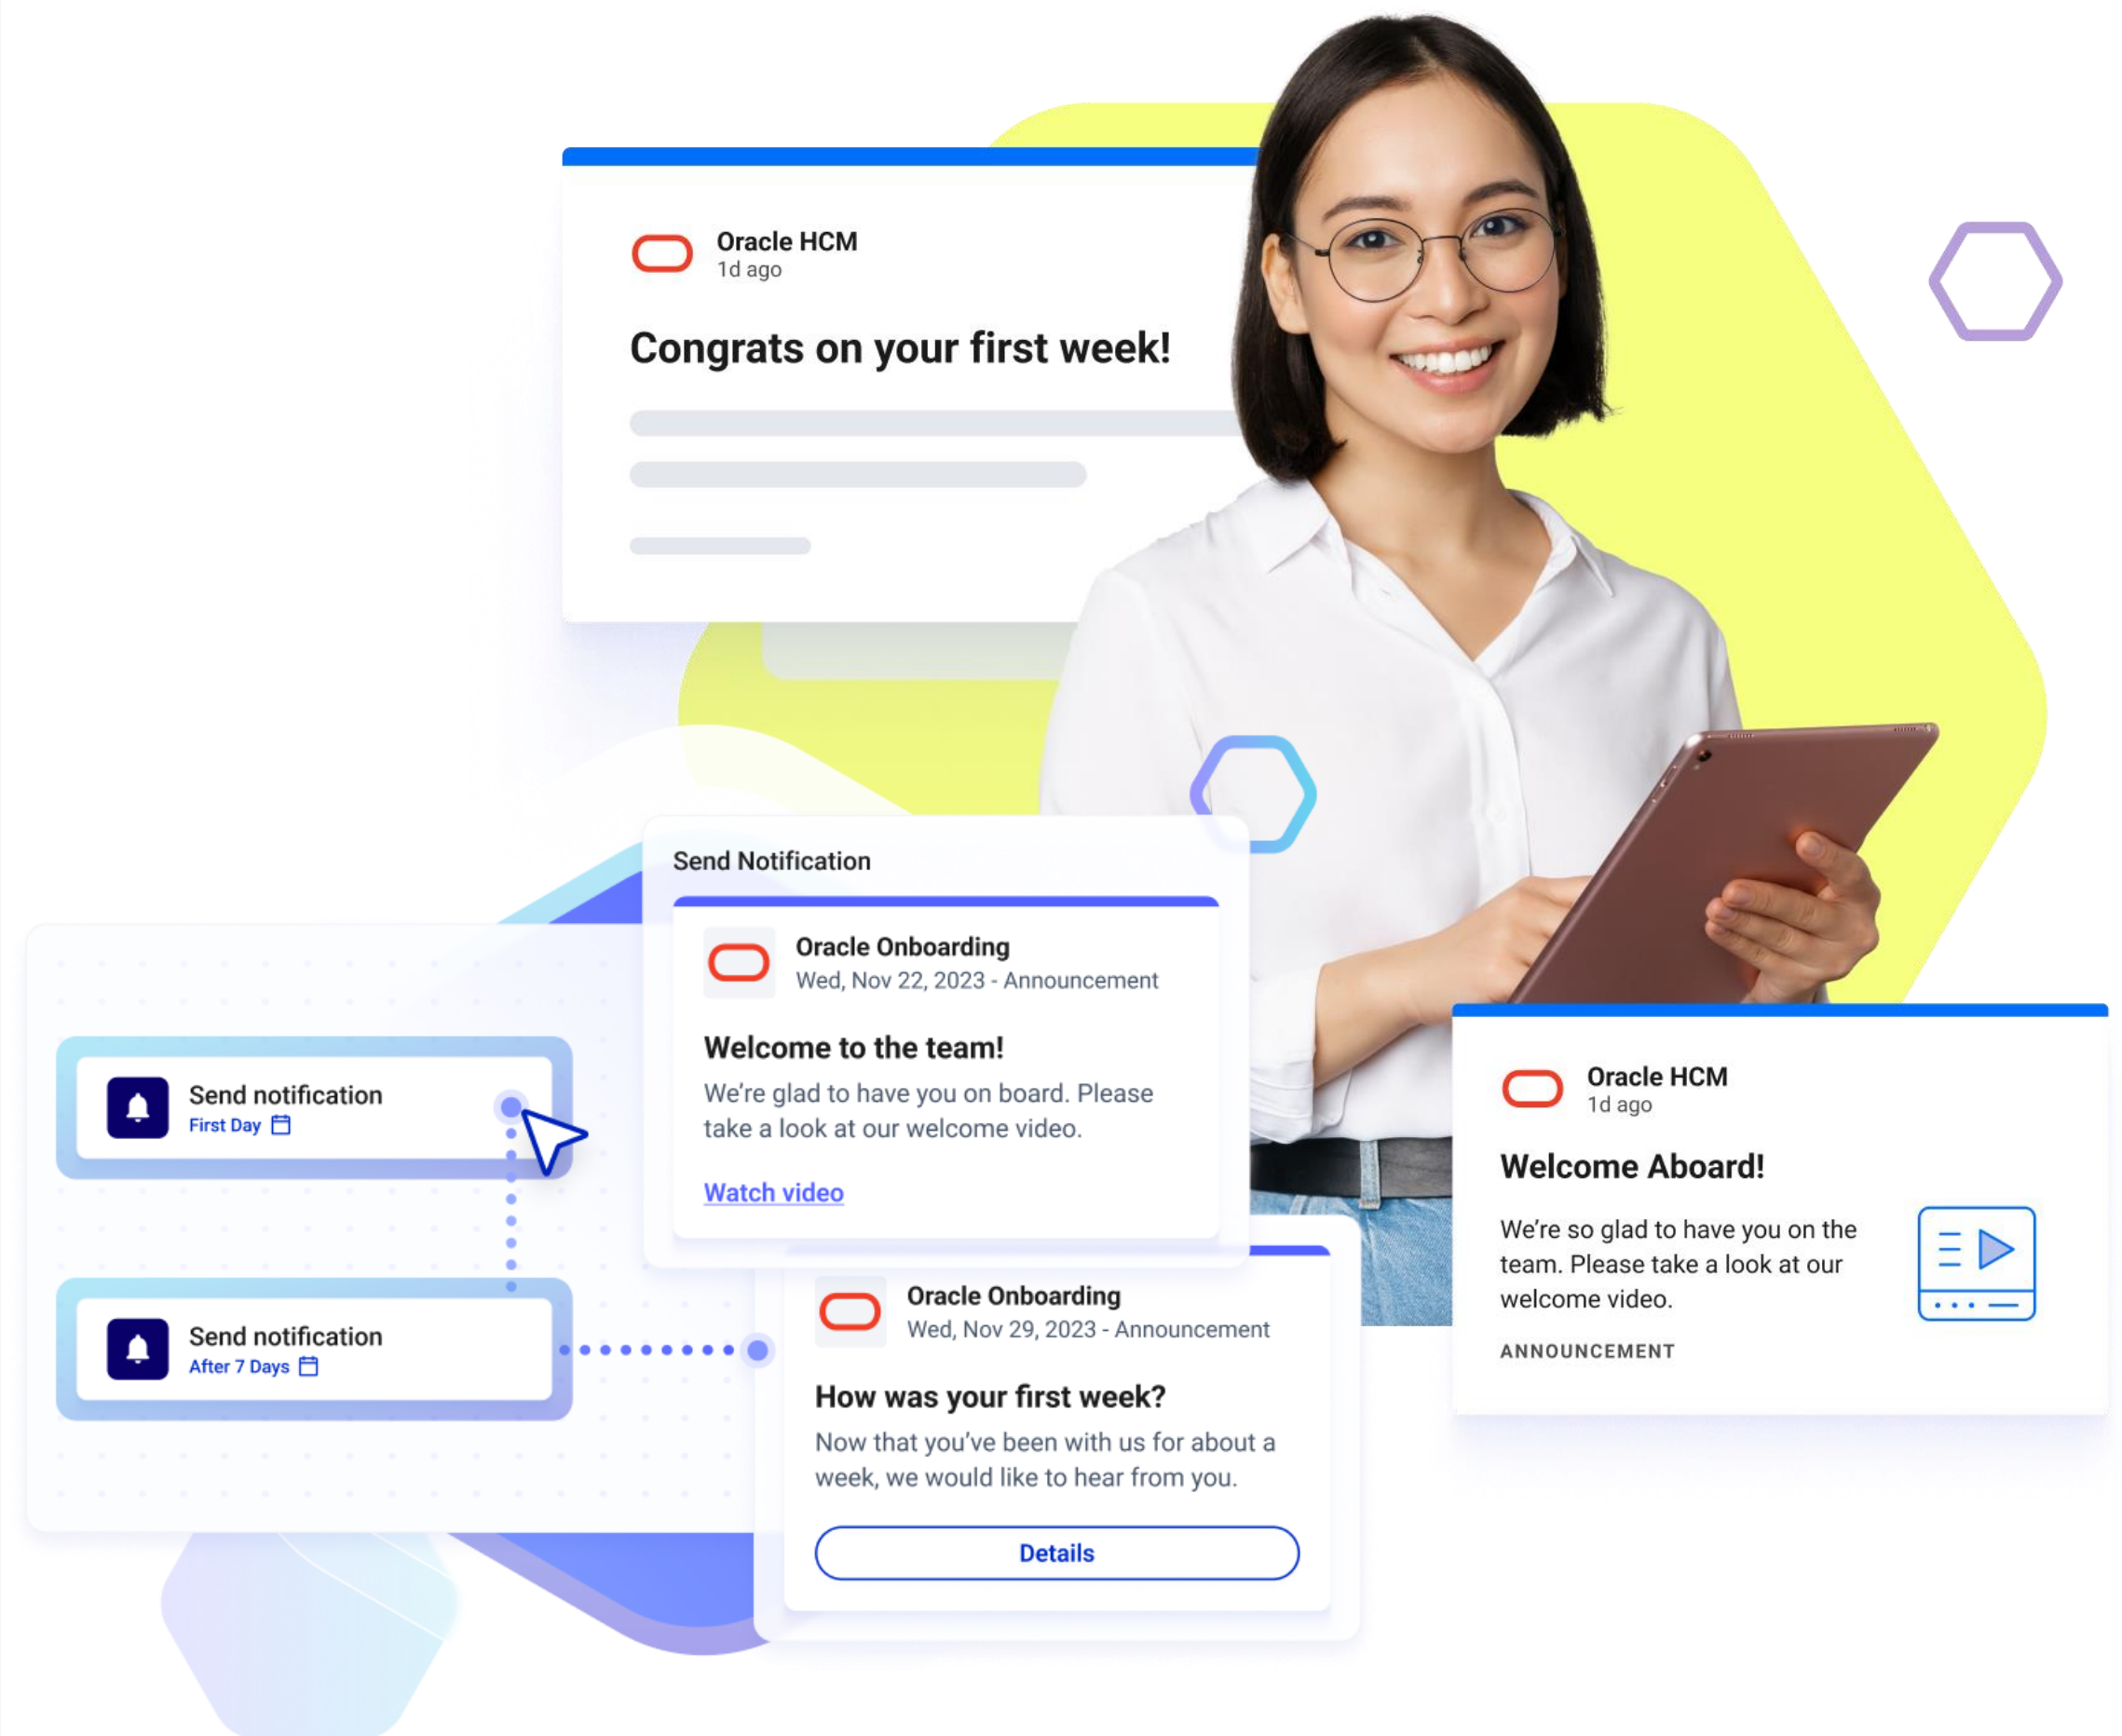 Oracle HCM
1d ago
Congrats on your first week!
Send Notification
Oracle Onboarding
Wed, Nov 22, 2023 - Announcement
Welcome to the team!
We’re glad to have you on board. Please
take a look at our welcome video.
Watch video
Send notification
First Day
Send notification
After 7 Days
Oracle Onboarding
Wed, Nov 29, 2023 - Announcement
How was your first week?
Now that you’ve been with us for about a
week, we would like to hear from you.
Details
Oracle HCM
1d ago
Welcome Aboard!
We’re so glad to have you on the
team. Please take a look at our
welcome video.
ANNOUNCEMENT